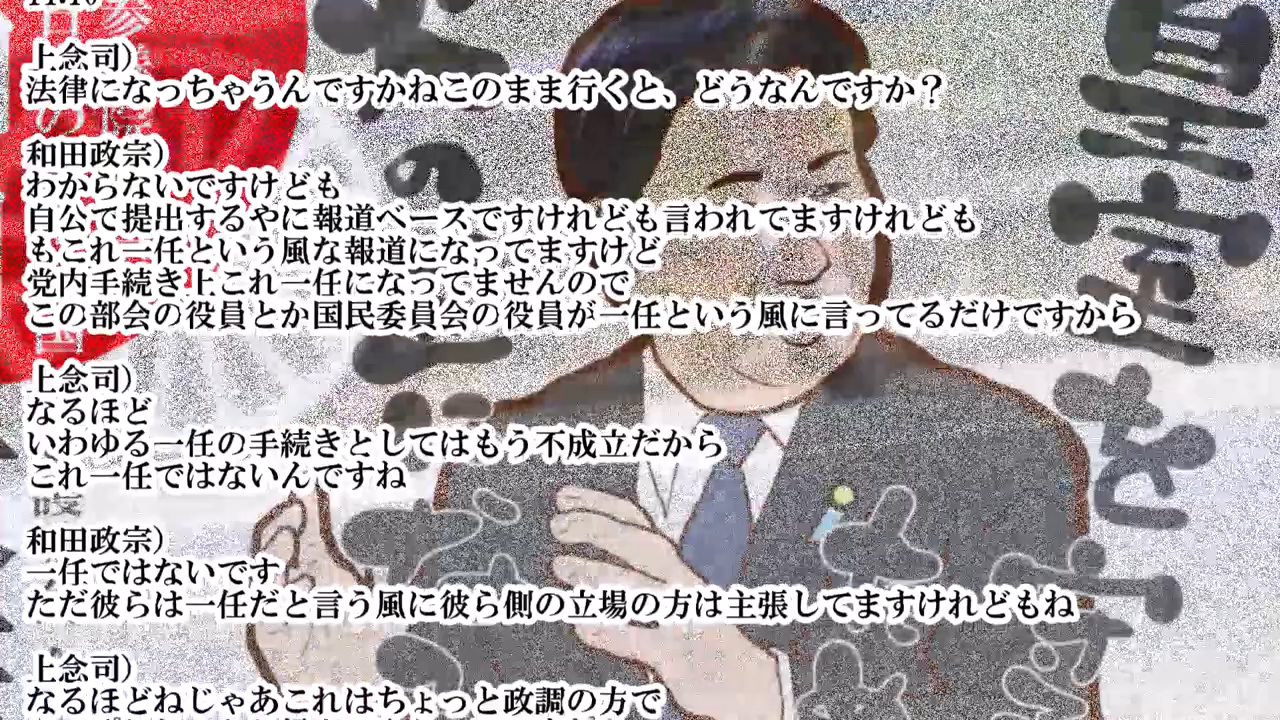 上念司)
法律になっちゃうんですかねこのまま行くと、どうなんですか?
和田政宗)
わからないですけども
自公で提出するやに報道ベースですけれども言われてますけれども
もこれ一任という風な報道になってますけど
党内手続き上これ一任になってませんので
この部会の役員とか国民委員会の役員が一任という風に言ってるだけですから
上念司)
なるほど
いわゆる一任の手続きとしてはもう不成立だから
これ一任ではないんですね
和田政宗)
一任ではないです
ただ彼らは一任だと言う風に彼ら側の立場の方は主張してますけれどもね
上念司)
なるほどねじゃあこれはちょっと政調の方で